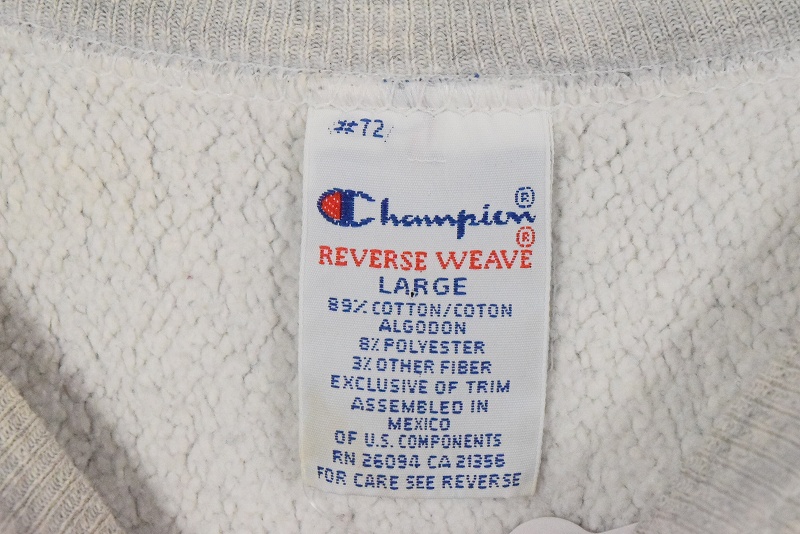 #72
Champion®
REVERSE WEAVE®
LARGE
89% COTTON/COTON
ALGODON
8% POLYESTER
3% OTHER FIBER
EXCLUSIVE OF TRIM
ASSEMBLED IN
MEXICO
OF U.S. COMPONENTS
RN 26094 CA 21356
FOR CARE SEE REVERSE